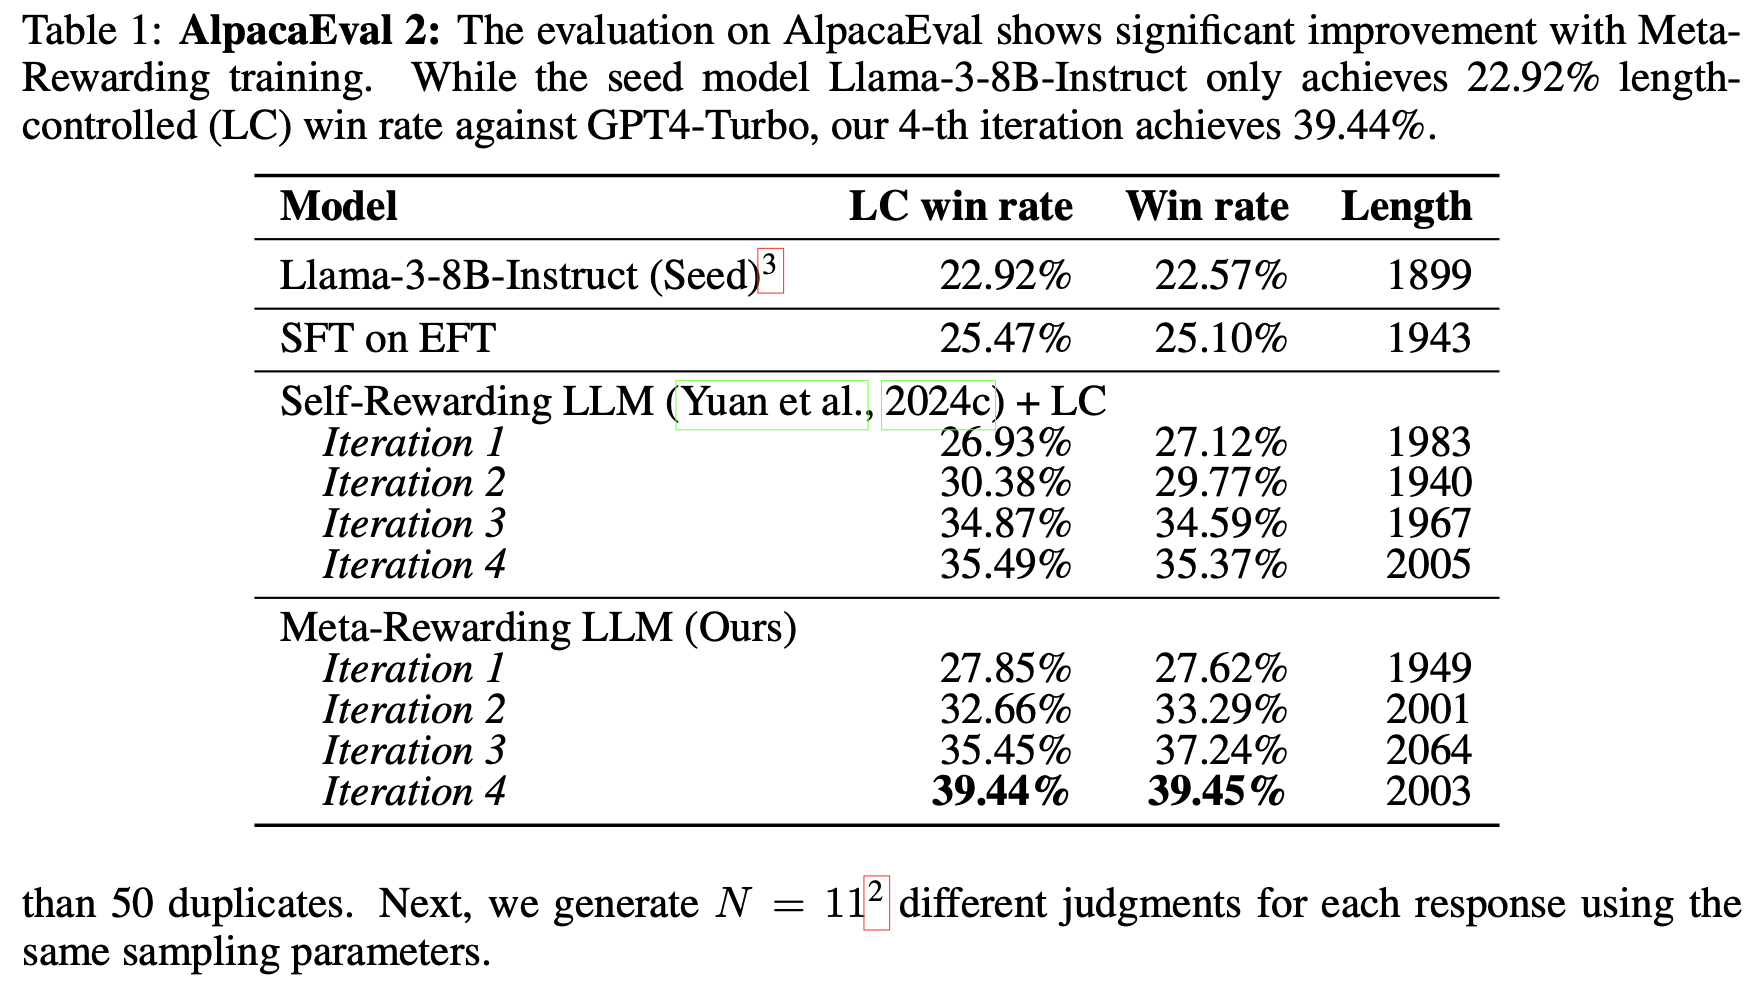 Table 1: AlpacaEval 2: The evaluation on AlpacaEval shows significant improvement with Meta-
Rewarding training. While the seed model Llama-3-8B-Instruct only achieves 22.92% length-
controlled (LC) win rate against GPT4-Turbo, our 4-th iteration achieves 39.44%.
Model LC win rate Win rate Length
Llama-3-8B-Instruct (Seed)³ 22.92% 22.57% 1899
SFT on EFT 25.47% 25.10% 1943
Self-Rewarding LLM (Yuan et al., 2024c) + LC
Iteration 1 26.93% 27.12% 1983
Iteration 2 30.38% 29.77% 1940
Iteration 3 34.87% 34.59% 1967
Iteration 4 35.49% 35.37% 2005
Meta-Rewarding LLM (Ours)
Iteration 1 27.85% 27.62% 1949
Iteration 2 32.66% 33.29% 2001
Iteration 3 35.45% 37.24% 2064
Iteration 4 39.44% 39.45% 2003
than 50 duplicates. Next, we generate N = 11² different judgments for each response using the
same sampling parameters.